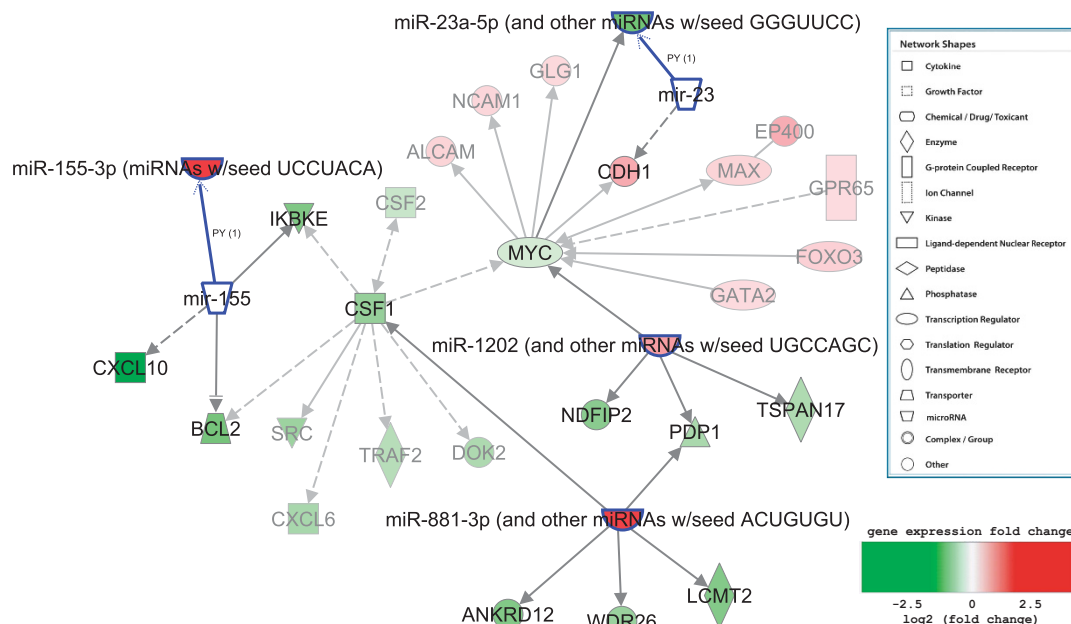 miR-23a-5p (and other miRNAs w/seed GGGUUCC)
PY (1)
mir-23
GLG1
NCAM1
ALCAM
CDH1
EP400
MAX
GPR65
miR-155-3p (miRNAs w/seed UCCUACA)
PY (1)
IKBKE
CSF2
MYC
FOXO3
GATA2
mir-155
CSF1
CXCL10
miR-1202 (and other miRNAs w/seed UGCCAGC)
BCL2
SRC
TRAF2
DOK2
NDFIP2
PDP1
TSPAN17
CXCL6
miR-881-3p (and other miRNAs w/seed ACUGUGU)
ANKRD12
WDR26
LCMT2
Network Shapes
Cytokine
Growth Factor
Chemical / Drug/ Toxicant
Enzyme
G-protein Coupled Receptor
Ion Channel
Kinase
Ligand-dependent Nuclear Receptor
Peptidase
Phosphatase
Transcription Regulator
Translation Regulator
Transmembrane Receptor
Transporter
microRNA
Complex / Group
Other
gene expression fold change
−2.5 0 2.5
log2 (fold change)